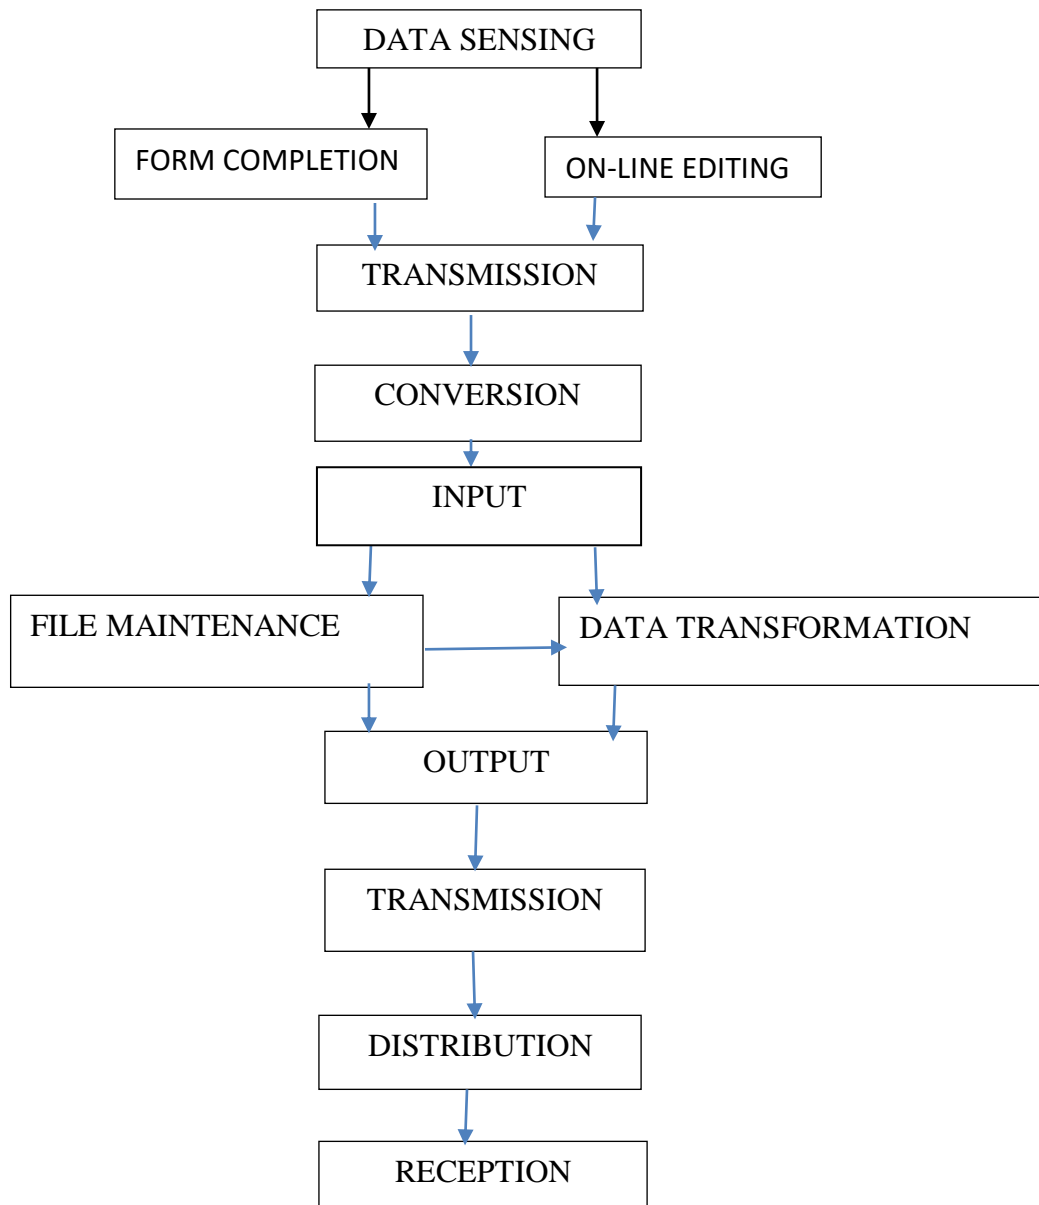 DATA SENSING
FORM COMPLETION
ON-LINE EDITING
TRANSMISSION
CONVERSION
INPUT
FILE MAINTENANCE
DATA TRANSFORMATION
OUTPUT
TRANSMISSION
DISTRIBUTION
RECEPTION